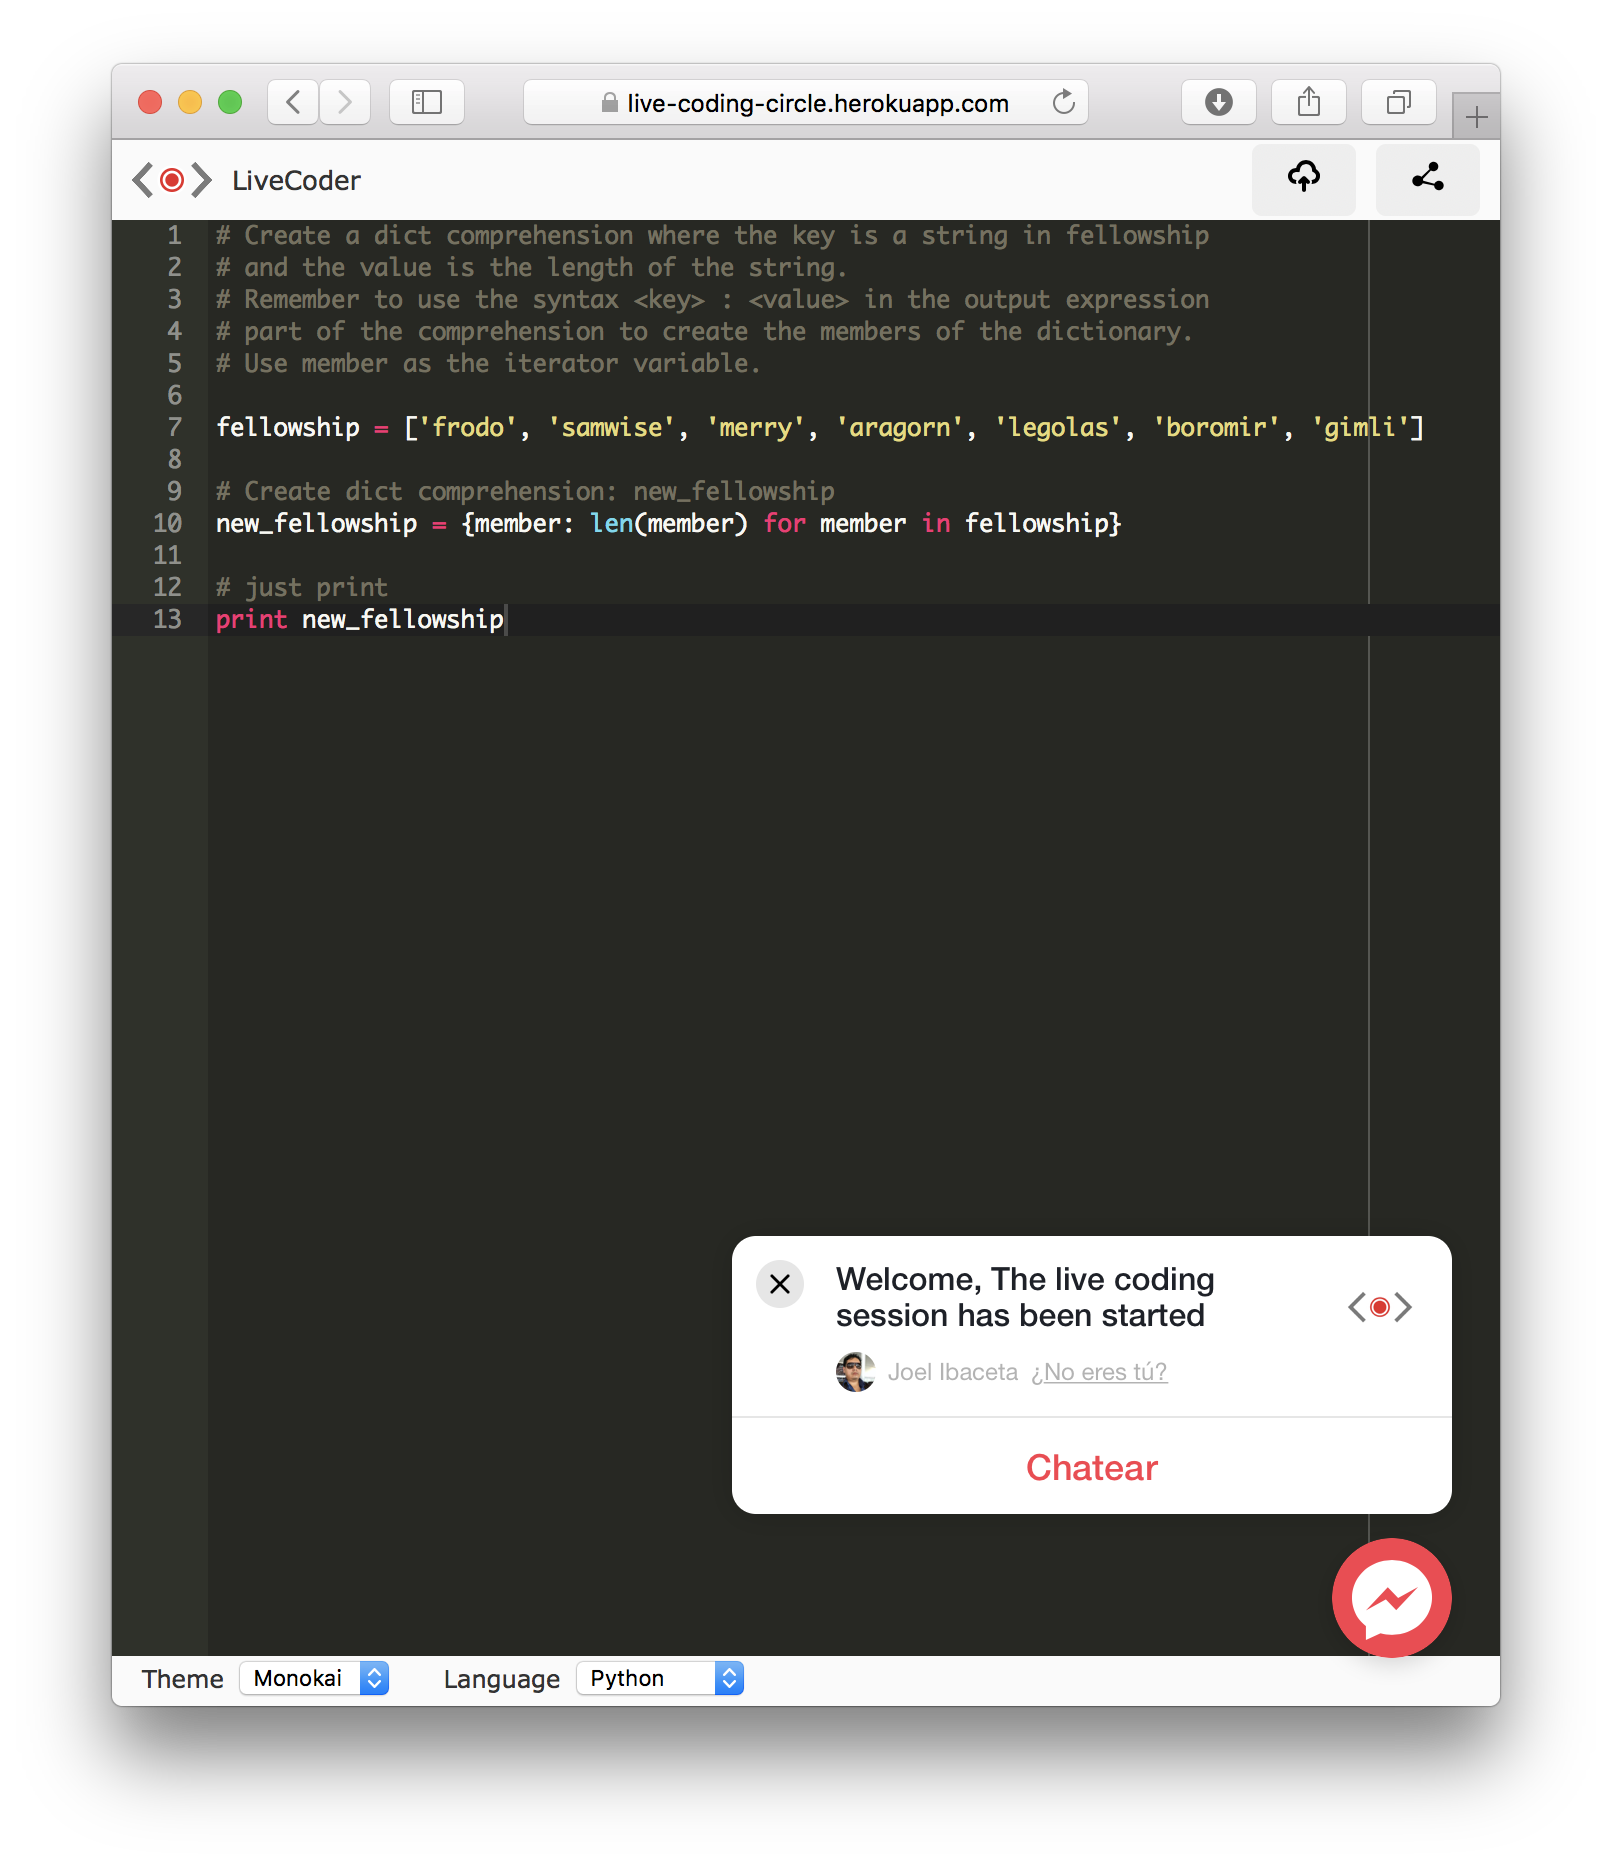 live-coding-circle.herokuapp.com
LiveCoder
1 # Create a dict comprehension where the key is a string in fellowship
2 # and the value is the length of the string.
3 # Remember to use the syntax <key> : <value> in the output expression
4 # part of the comprehension to create the members of the dictionary.
5 # Use member as the iterator variable.
6
7 fellowship = ['frodo', 'samwise', 'merry', 'aragorn', 'legolas', 'boromir', 'gimli']
8
9 # Create dict comprehension: new_fellowship
10 new_fellowship = {member: len(member) for member in fellowship}
11
12 # just print
13 print new_fellowship
Welcome, The live coding
session has been started
Joel Ibaceta ¿No eres tú?
Chatear
Theme Monokai Language Python